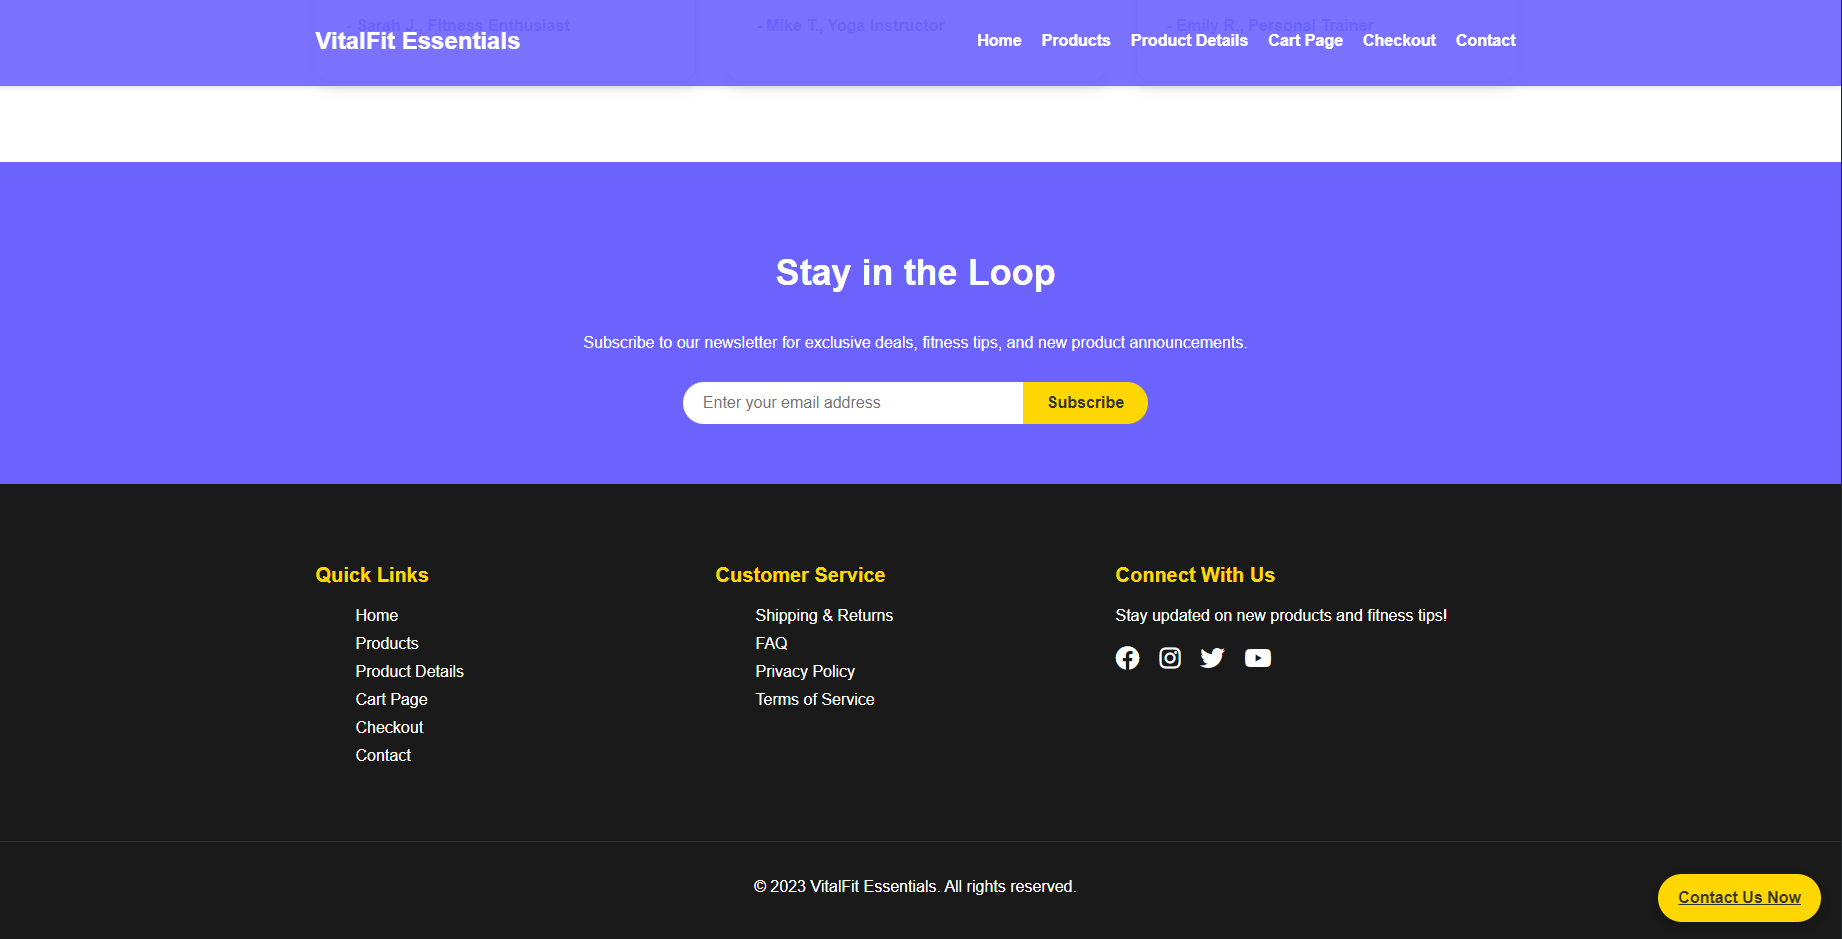 - Sarah J., Fitness Enthusiast
- Mike T., Yoga Instructor
- Emily R., Personal Trainer
VitalFit Essentials
Home Products Product Details Cart Page Checkout Contact
Stay in the Loop
Subscribe to our newsletter for exclusive deals, fitness tips, and new product announcements.
Enter your email address
Subscribe
Quick Links
Home
Products
Product Details
Cart Page
Checkout
Contact
Customer Service
Shipping & Returns
FAQ
Privacy Policy
Terms of Service
Connect With Us
Stay updated on new products and fitness tips!
© 2023 VitalFit Essentials. All rights reserved.
Contact Us Now